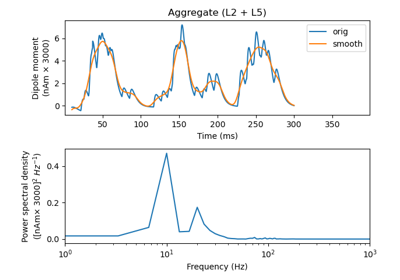 Aggregate (L2 + L5)
Dipole moment
(nAm × 3000)
6
4
2
0
orig
smooth
50
100
150
200
250
300
350
Time (ms)
Power spectral density
([nAm× 3000]² Hz⁻¹)
0.4
0.2
0.0
10⁰
10¹
10²
10³
Frequency (Hz)